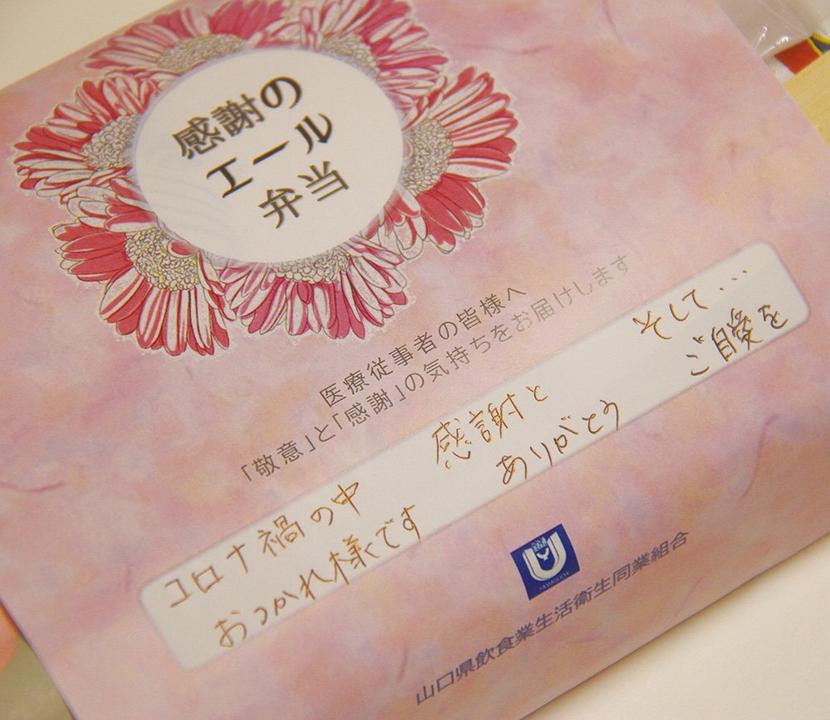 感謝の
エール
弁当
医療従事者の皆様へ
「敬意」と「感謝」の気持ちをお届けします
コロナ禍の中
おつかれ様です
感謝と
ありがとう
そして...
ご自愛を
山口県飲食業生活衛生同業組合